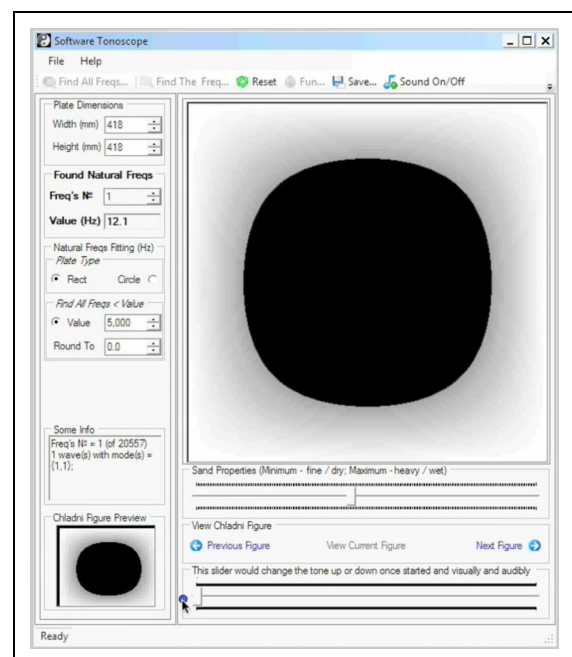 Software Tonoscope
File Help
Find All Freqs... Find The Freq... Reset Fun... Save... Sound On/Off
Plate Dimensions
Width (mm) 418
Height (mm) 418
Found Natural Freqs
Freq's № 1
Value (Hz) 12.1
Natural Freqs Fitting (Hz)
Plate Type
Rect Circle
Find All Freqs < Value
Value 5,000
Round To 0.0
Some Info
Freq's № = 1 (of 20557)
1 wave(s) with mode(s) =
{1,1};
Chladni Figure Preview
Sand Properties (Minimum - fine / dry; Maximum - heavy / wet)
View Chladni Figure
Previous Figure View Current Figure Next Figure
This slider would change the tone up or down once started and visually and audibly
Ready